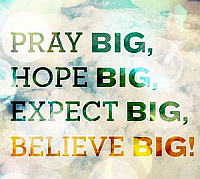 PRAY BIG,
HOPE BIG,
EXPECT BIG,
BELIEVE BIG!